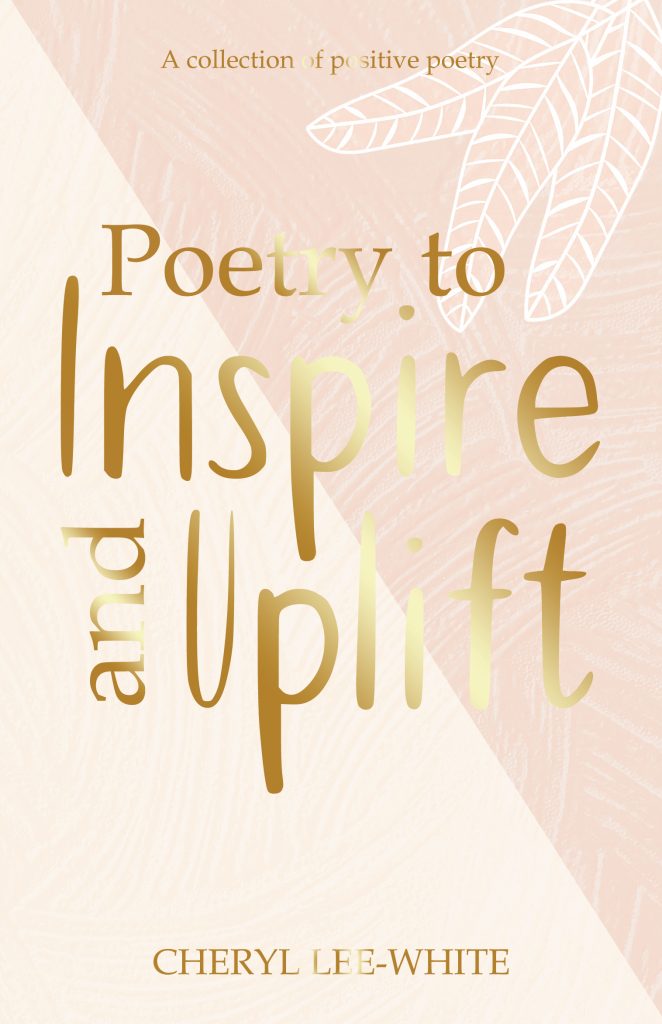 A collection of positive poetry
Poetry to
Inspire
and Uplift
CHERYL LEE-WHITE